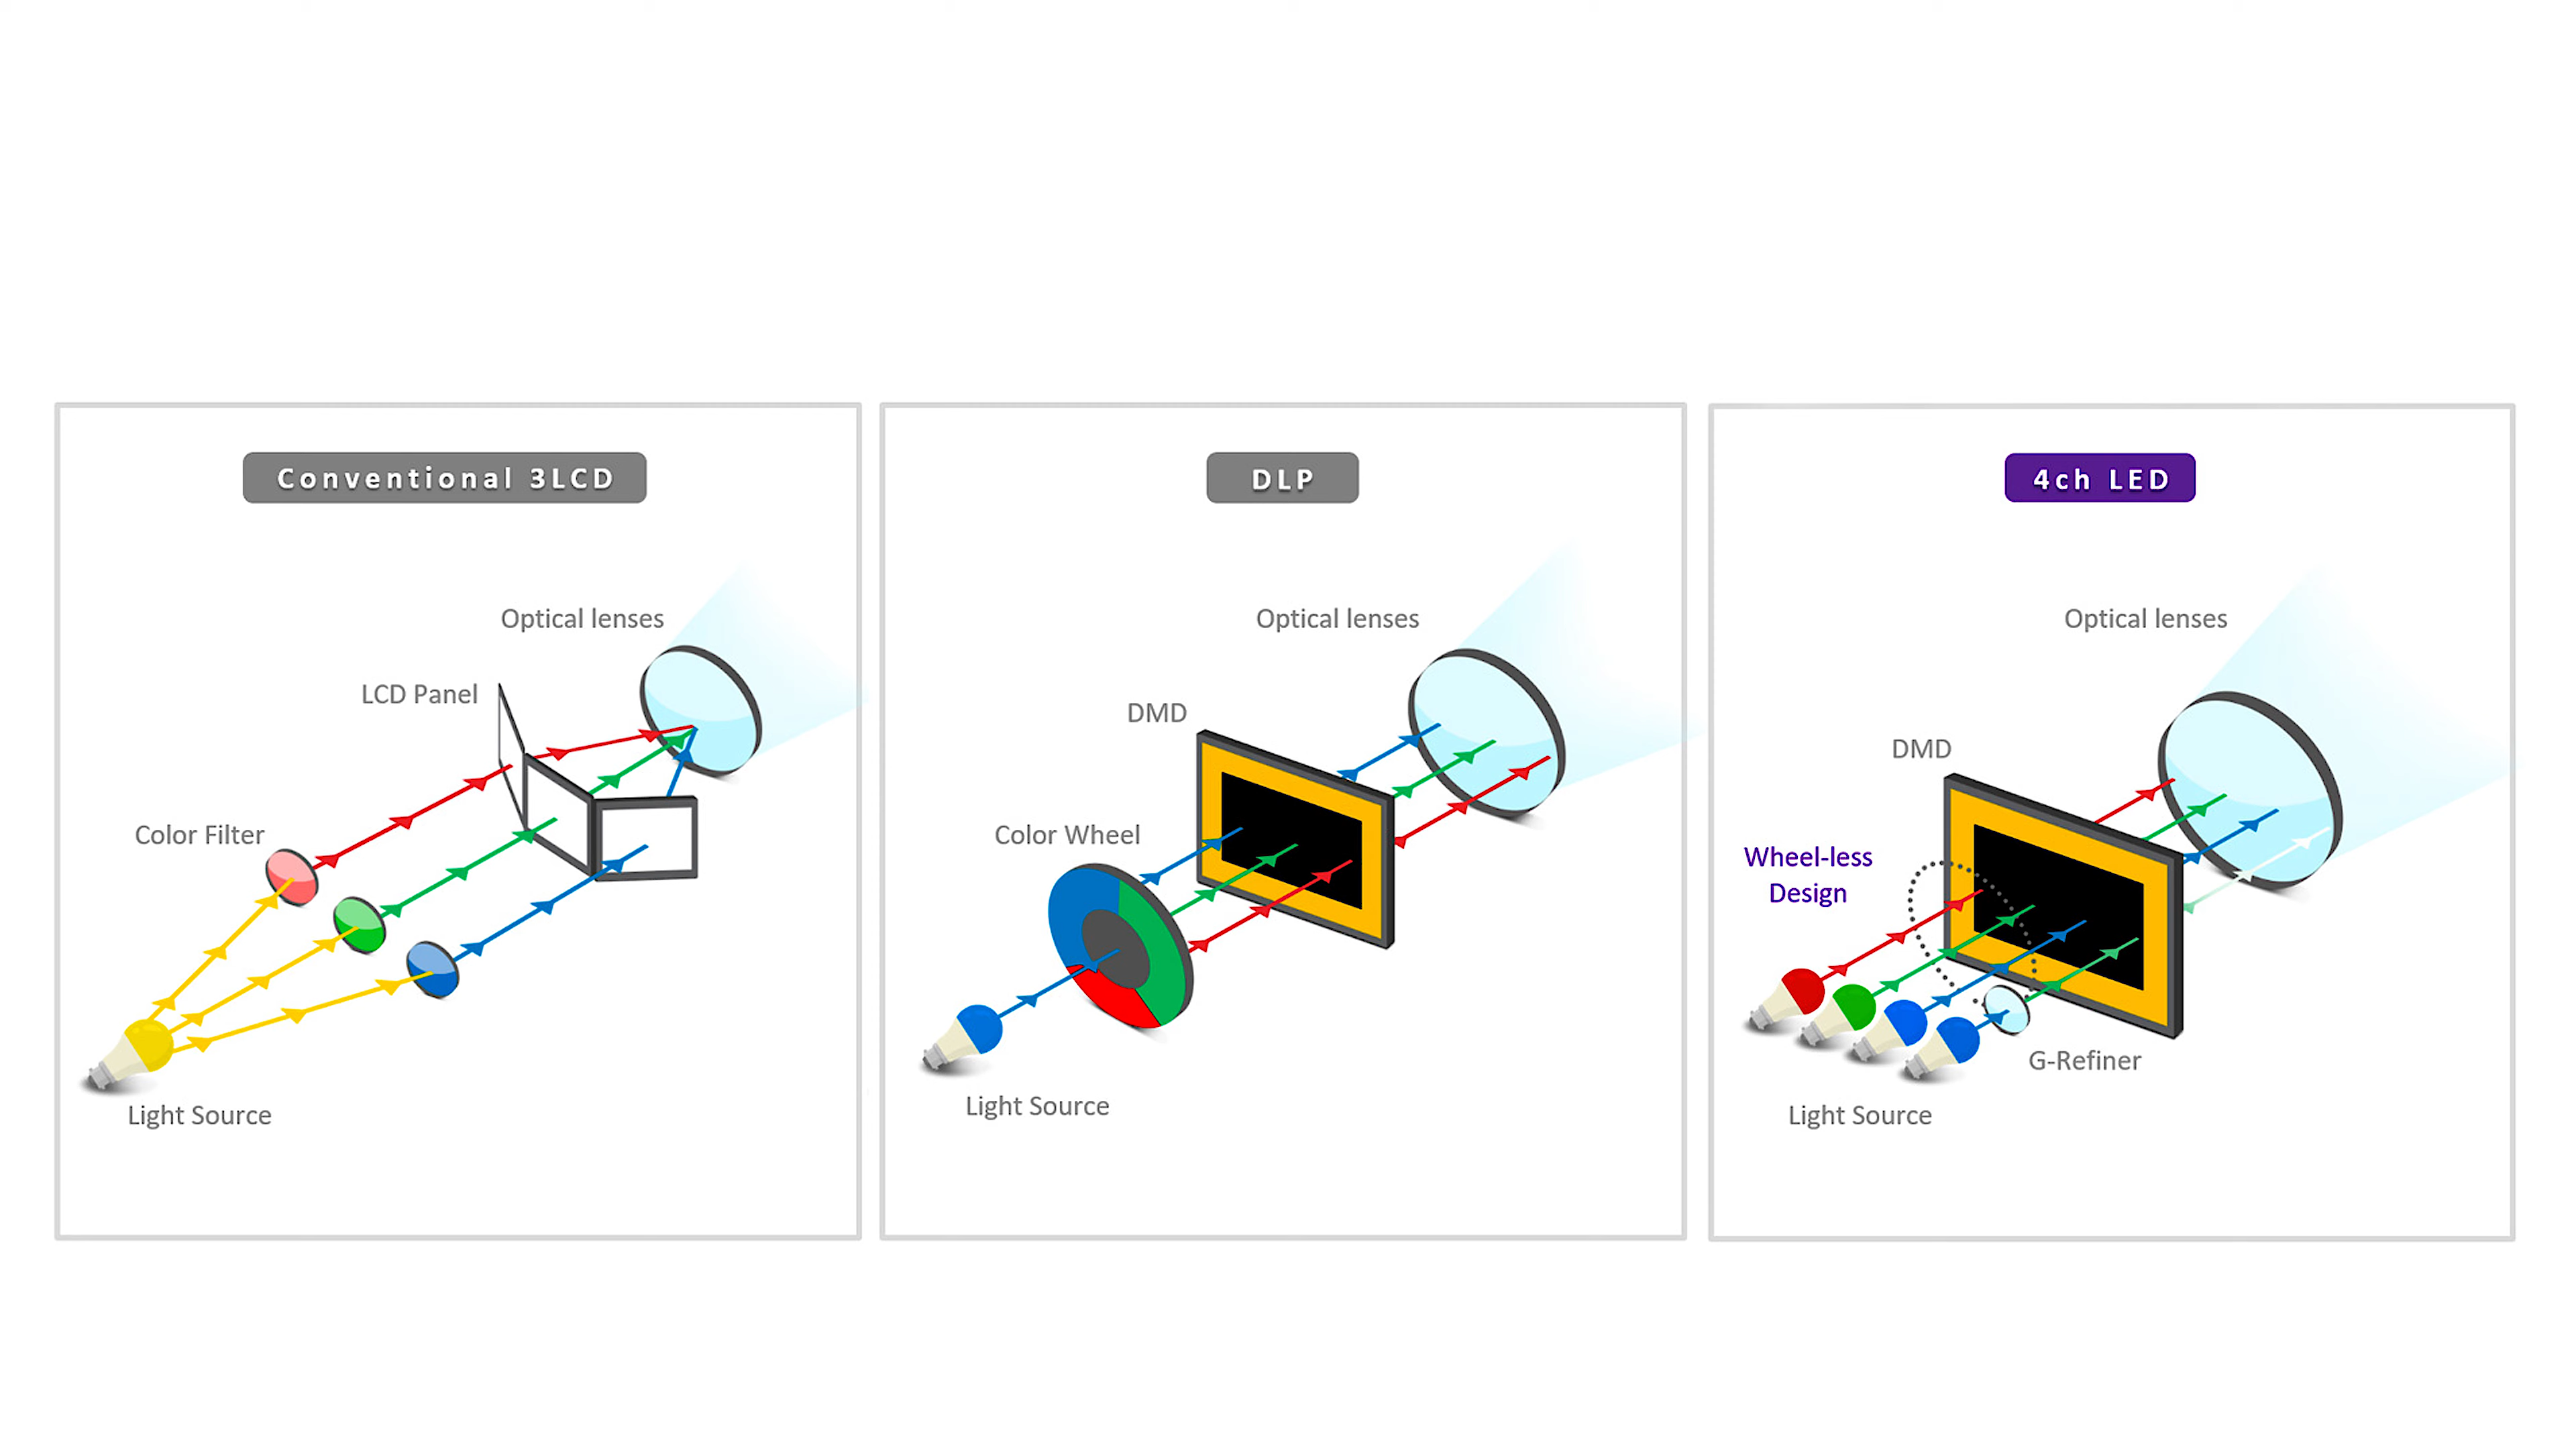 Conventional 3LCD
Optical lenses
LCD Panel
Color Filter
Light Source
DLP
Optical lenses
DMD
Color Wheel
Light Source
4ch LED
Optical lenses
DMD
Wheel-less
Design
G-Refiner
Light Source